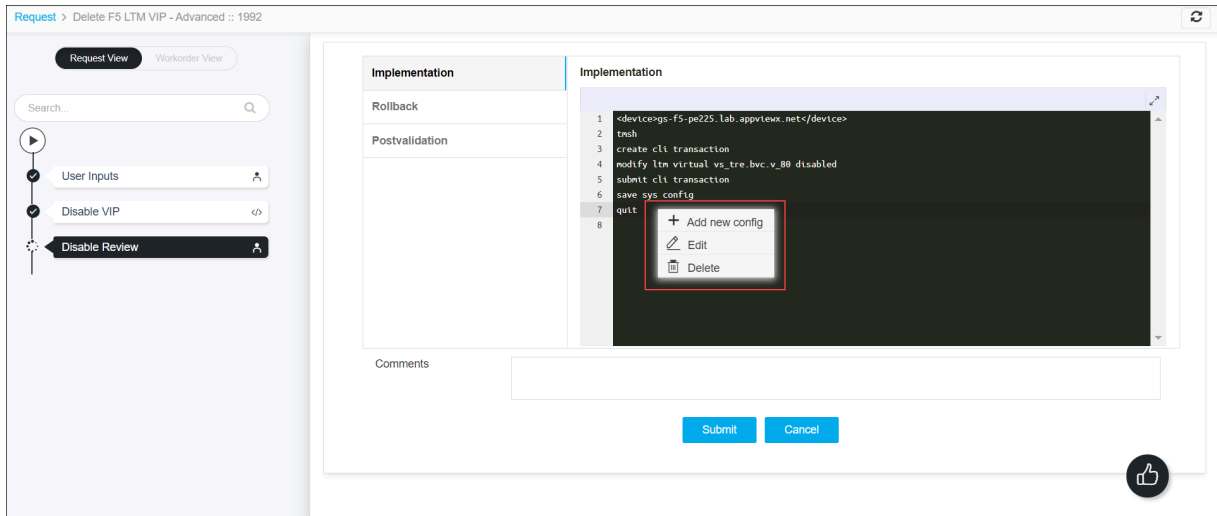 Request > Delete F5 LTM VIP - Advanced :: 1992
Request View
Workorder View
Search...
User Inputs
Disable VIP
</>
Disable Review
Implementation
Rollback
Postvalidation
Implementation
1 <device>gs-f5-pe225.lab.appviewx.net</device>
2 tmsh
3 create cli transaction
4 modify ltm virtual vs_tre.bvc.v_80 disabled
5 submit cli transaction
6 save sys config
7 quit
8
+ Add new config
Edit
Delete
Comments
Submit
Cancel